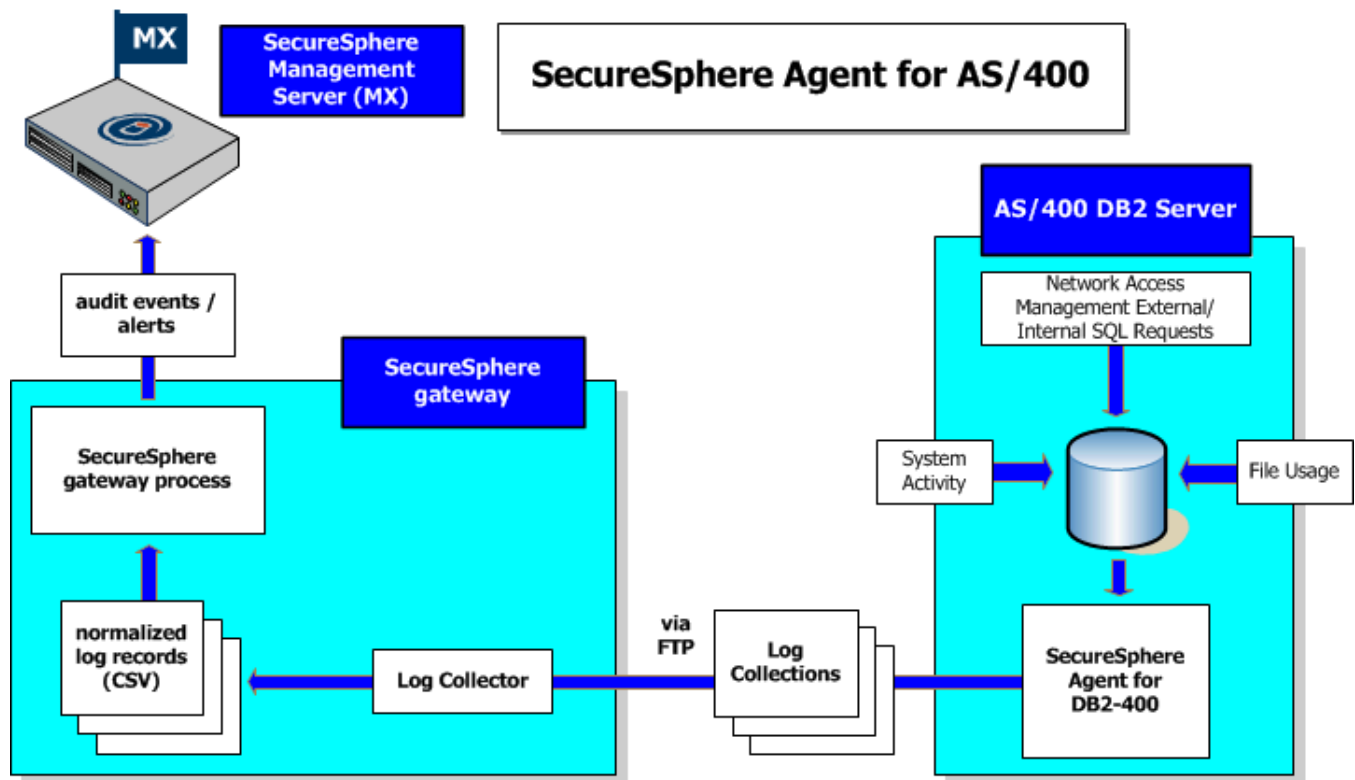 MX
SecureSphere
Management
Server (MX)
SecureSphere Agent for AS/400
AS/400 DB2 Server
Network Access
Management External/
Internal SQL Requests
audit events /
alerts
SecureSphere
gateway
SecureSphere
gateway process
System
Activity
File Usage
normalized
log records
(CSV)
Log Collector
via
FTP
Log
Collections
SecureSphere
Agent for
DB2-400